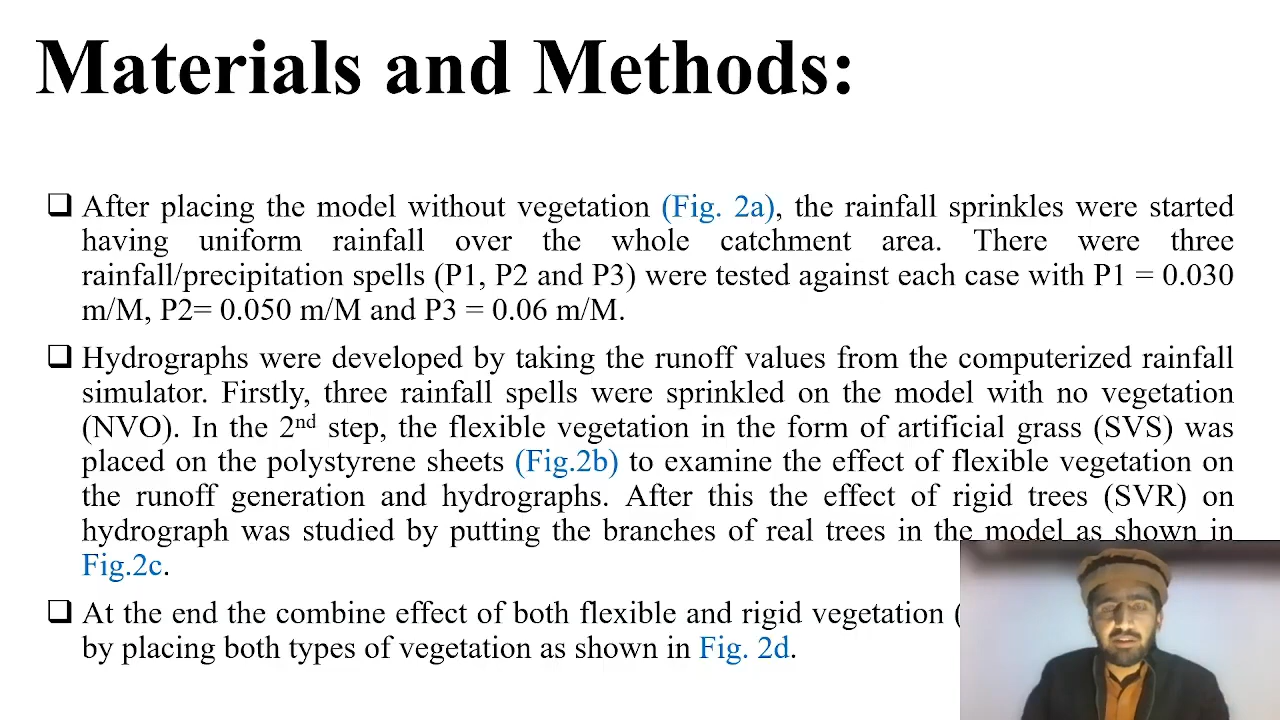 Materials and Methods:
❑ After placing the model without vegetation (Fig. 2a), the rainfall sprinkles were started
having uniform rainfall over the whole catchment area. There were three
rainfall/precipitation spells (P1, P2 and P3) were tested against each case with P1 = 0.030
m/M, P2= 0.050 m/M and P3 = 0.06 m/M.
❑ Hydrographs were developed by taking the runoff values from the computerized rainfall
simulator. Firstly, three rainfall spells were sprinkled on the model with no vegetation
(NVO). In the 2nd step, the flexible vegetation in the form of artificial grass (SVS) was
placed on the polystyrene sheets (Fig.2b) to examine the effect of flexible vegetation on
the runoff generation and hydrographs. After this the effect of rigid trees (SVR) on
hydrograph was studied by putting the branches of real trees in the model as shown in
Fig.2c.
❑ At the end the combine effect of both flexible and rigid vegetation (
by placing both types of vegetation as shown in Fig. 2d.